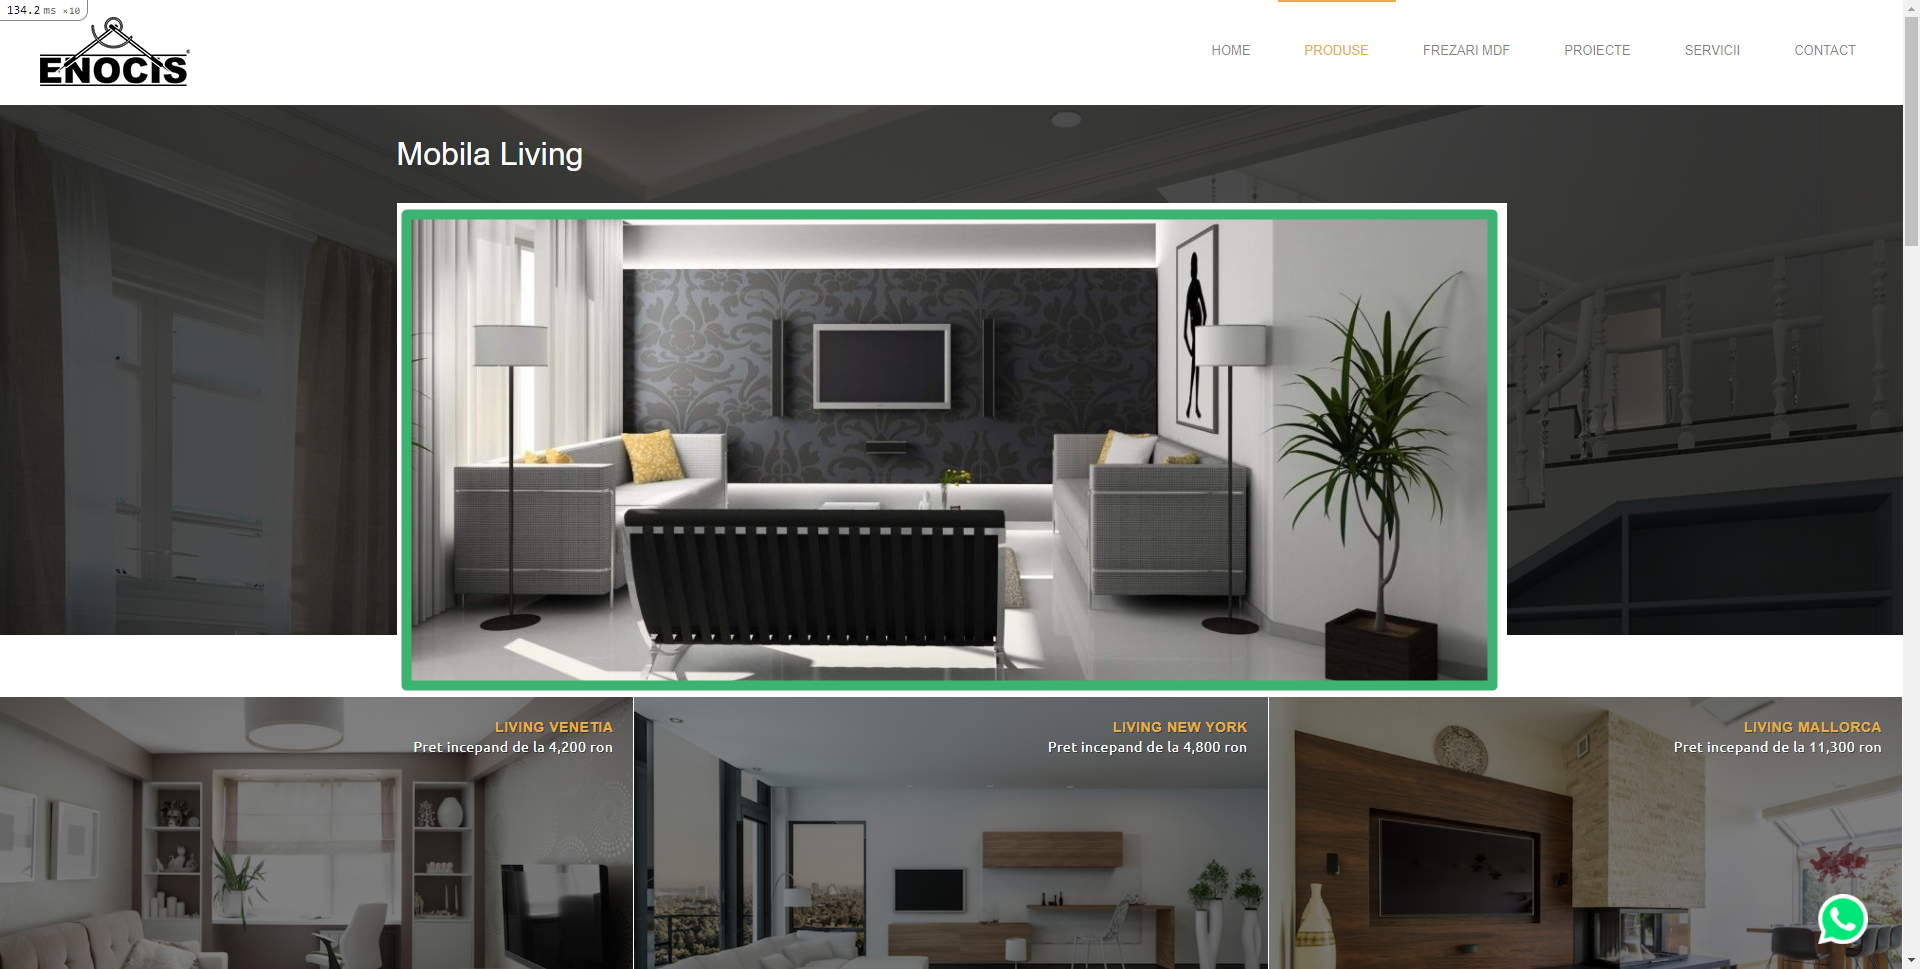 134.2 ms ×10
ENOCIS
HOME
PRODUSE
FREZARI MDF
PROIECTE
SERVICII
CONTACT
Mobila Living
LIVING VENETIA
Pret incepand de la 4,200 ron
LIVING NEW YORK
Pret incepand de la 4,800 ron
LIVING MALLORCA
Pret incepand de la 11,300 ron